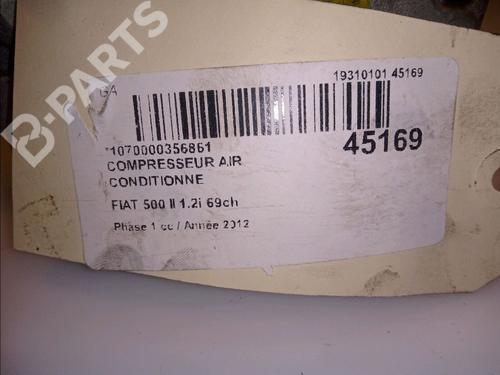 B-PARTS
GA
19310101 45169
*1070000356861
45169
COMPRESSEUR AIR
CONDITIONNE
FIAT 500 II 1.2i 69ch
Phase 1 cc / Année 2012